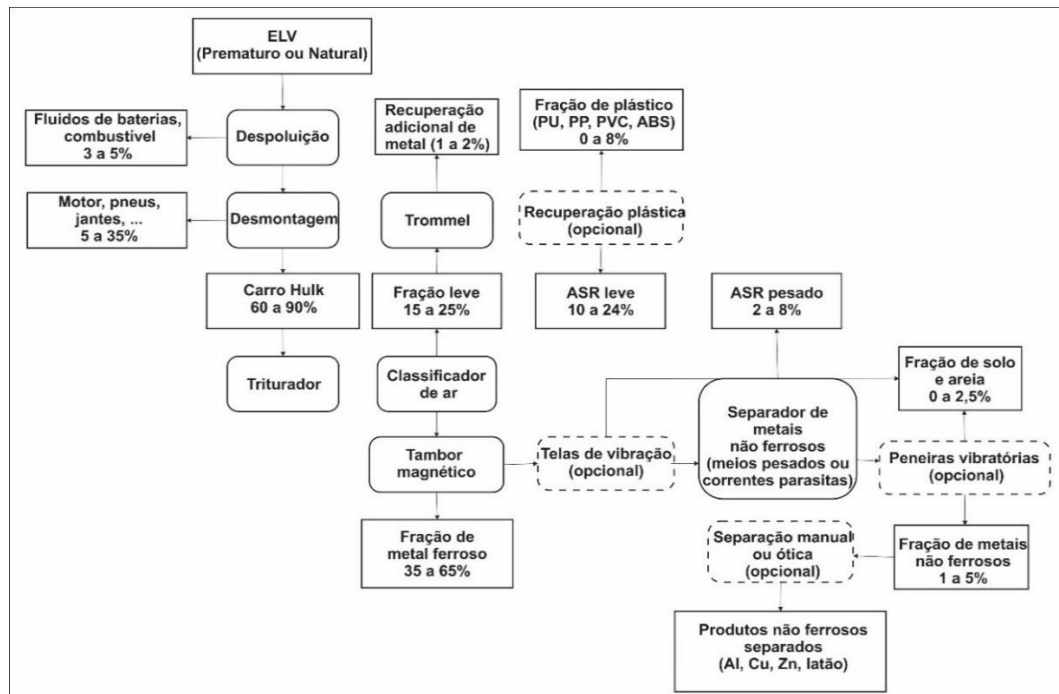 ELV
(Prematuro ou Natural)
Fluidos de baterias,
combustível
3 a 5%
Despoluição
Motor, pneus,
jantes, ...
5 a 35%
Desmontagem
Carro Hulk
60 a 90%
Triturador
Recuperação
adicional de
metal (1 a 2%)
Trommel
Fração leve
15 a 25%
Classificador
de ar
Tambor
magnético
Fração de
metal ferroso
35 a 65%
Fração de plástico
(PU, PP, PVC, ABS)
0 a 8%
Recuperação plástica
(opcional)
ASR leve
10 a 24%
Telas de vibração
(opcional)
ASR pesado
2 a 8%
Separador de
metais
não ferrosos
(meios pesados ou
correntes parasitas)
Fração de solo
e areia
0 a 2,5%
Peneiras vibratórias
(opcional)
Fração de metais
não ferrosos
1 a 5%
Separação manual
ou ótica
(opcional)
Produtos não ferrosos
separados
(Al, Cu, Zn, latão)